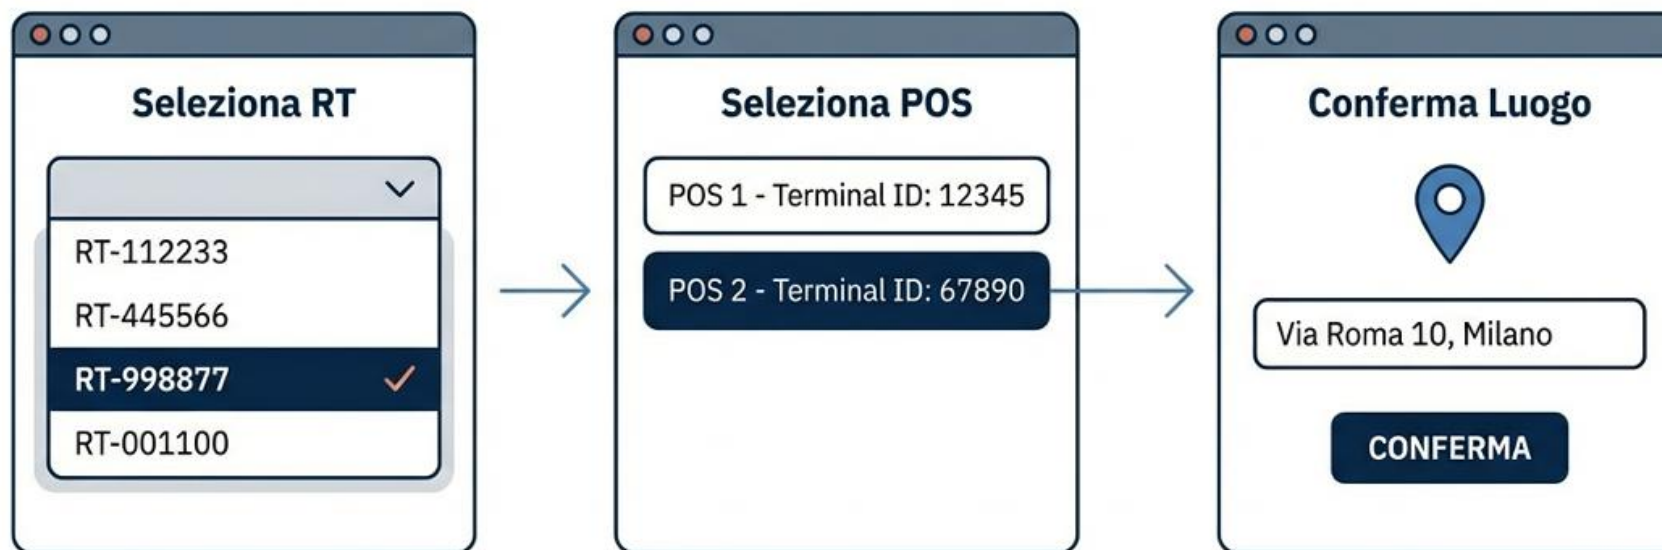 Seleziona RT
RT-112233
RT-445566
RT-998877
RT-001100
Seleziona POS
POS 1 - Terminal ID: 12345
POS 2 - Terminal ID: 67890
Conferma Luogo
Via Roma 10, Milano
CONFERMA